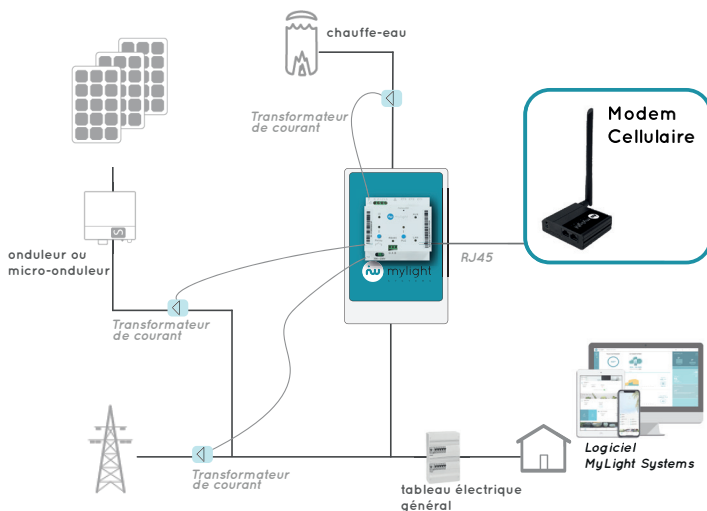 chauffe-eau
Transformateur
de courant
Modem
Cellulaire
onduleur ou
micro-onduleur
RJ45
mylight
Transformateur
de courant
Transformateur
de courant
tableau électrique
général
Logiciel
MyLight Systems